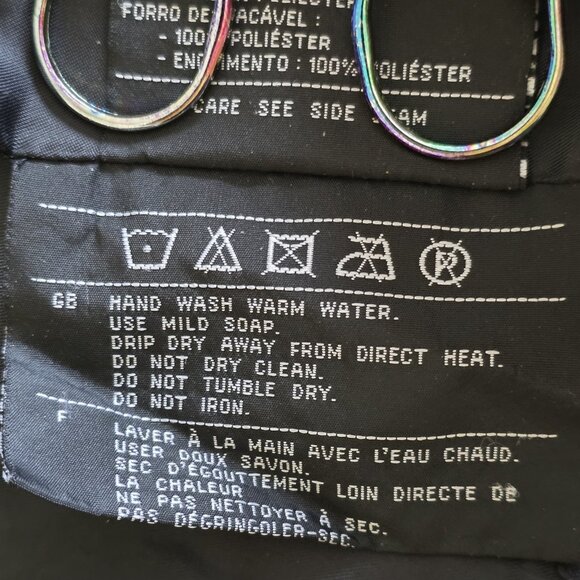 FORRO DE
- 100% POLIÉSTER
- 100% POLIÉSTER
CARE SEE SIDE SEAM
GB HAND WASH WARM WATER.
USE MILD SOAP.
DRIP DRY AWAY FROM DIRECT HEAT.
DO NOT DRY CLEAN.
DO NOT TUMBLE DRY.
DO NOT IRON.
F LAVER À LA MAIN AVEC L'EAU CHAUD.
USER DOUX SAVON.
SEC D'ÉGOUTTEMENT LOIN DIRECTE DE
LA CHALEUR
NE PAS NETTOYER À SEC.
PAS DÉGRINGOLER-SEC.